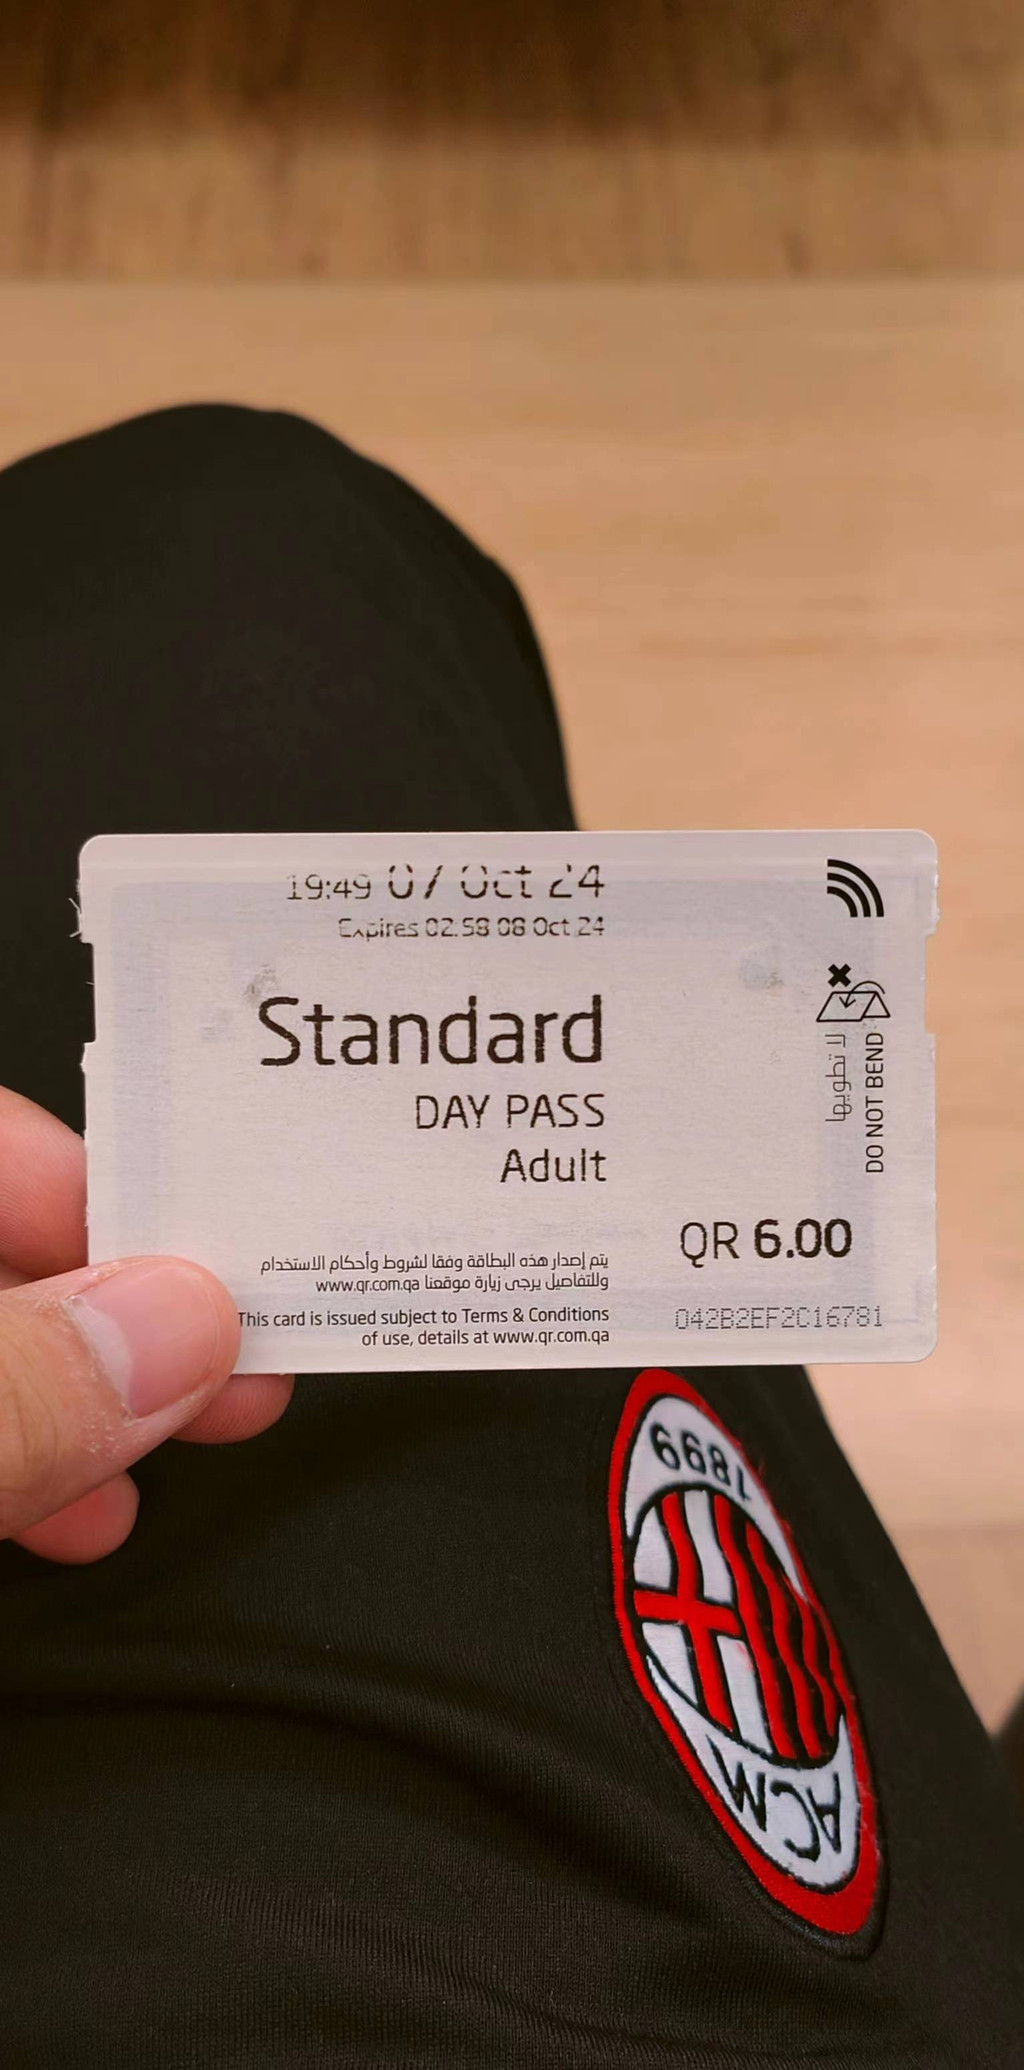 19:49 07 Oct 24
Expires 02:58 08 Oct 24
Standard
DAY PASS
Adult
لا تطويها
DO NOT BEND
QR 6.00
يتم إصدار هذه البطاقة وفقا لشروط وأحكام الاستخدام
وللتفاصيل يرجى زيارة موقعنا www.qr.com.qa
This card is issued subject to Terms & Conditions
of use, details at www.qr.com.qa
042B2EF2C16781
1899
ACM